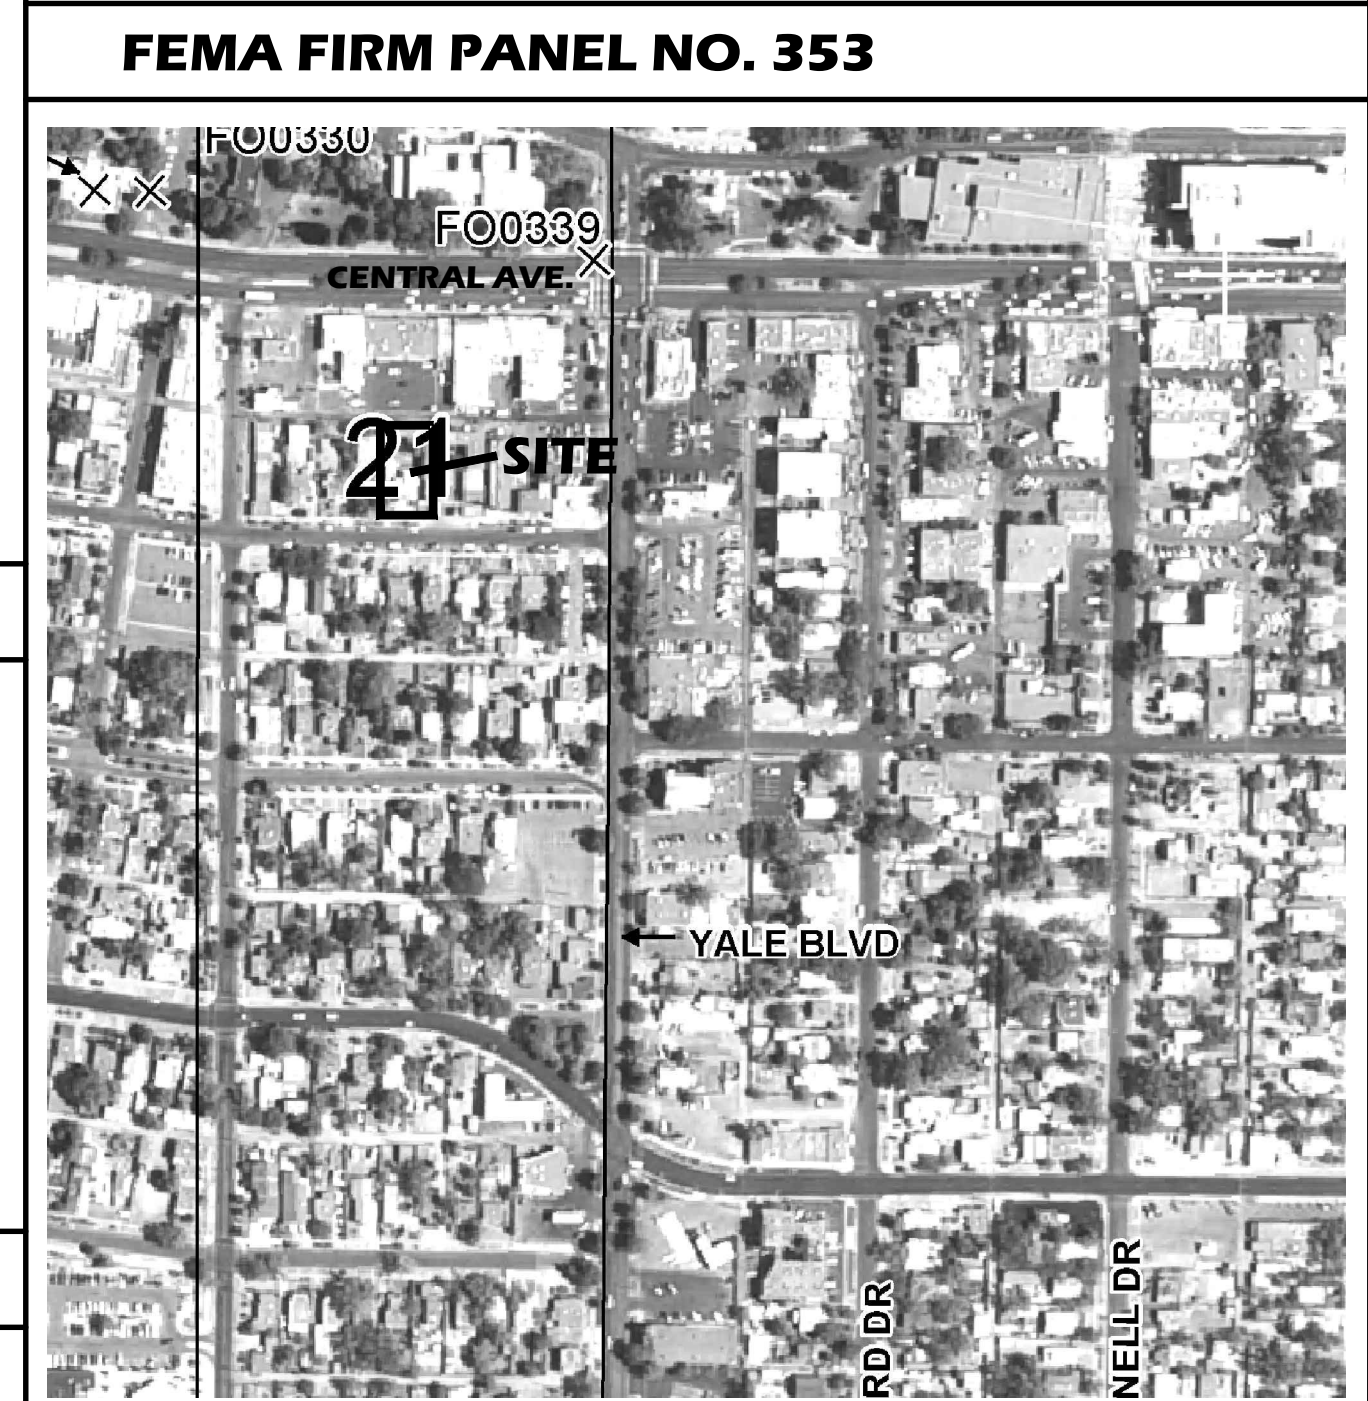 FEMA FIRM PANEL NO. 353
FO0330
FO0339
CENTRAL AVE.
21
SITE
YALE BLVD
RD DR
NELL DR